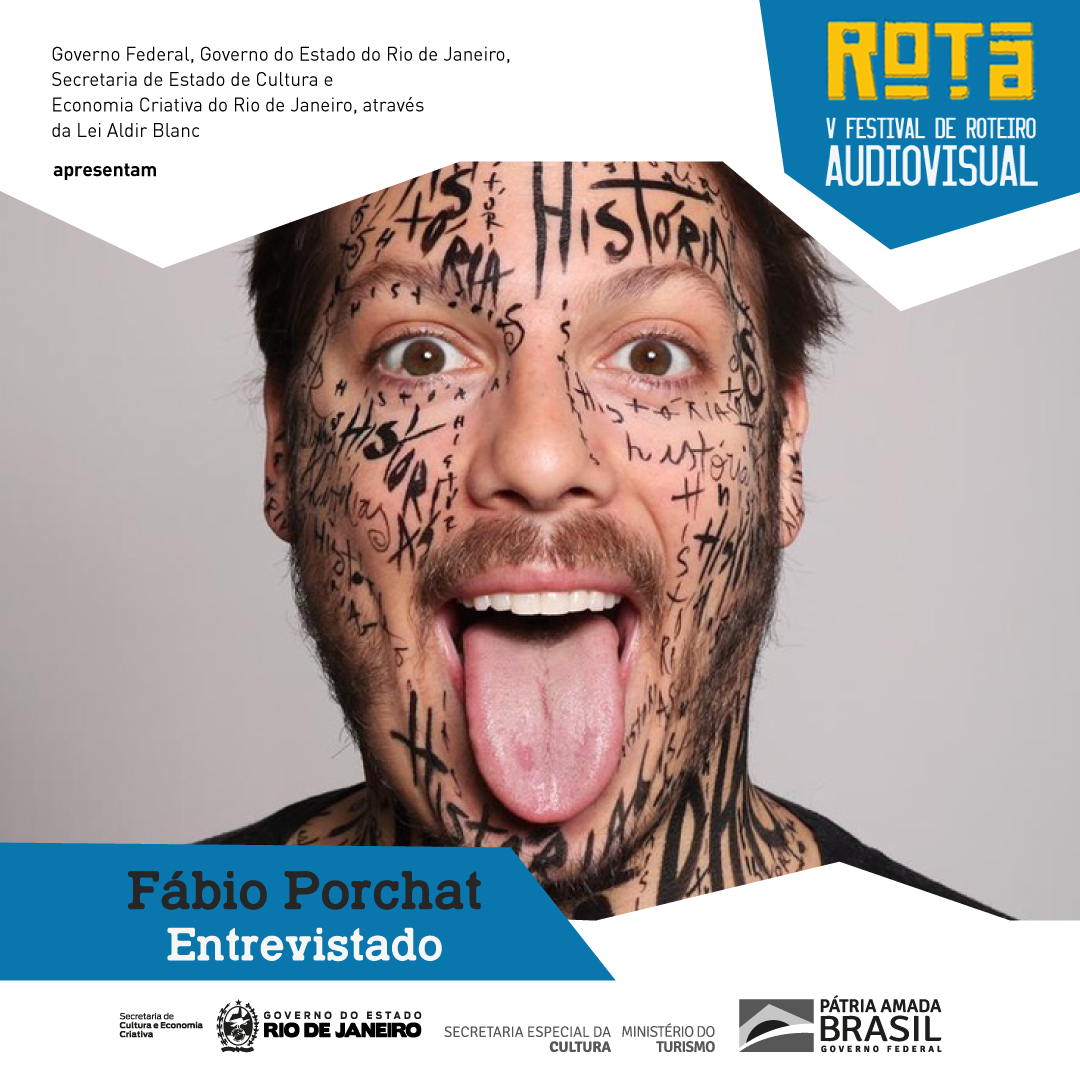 Governo Federal, Governo do Estado do Rio de Janeiro,
Secretaria de Estado de Cultura e
Economia Criativa do Rio de Janeiro, através
da Lei Aldir Blanc
apresentam
ROTA
V FESTIVAL DE ROTEIRO
AUDIOVISUAL
HISTÓRIA
HISTÓRIA
história
Fábio Porchat
Entrevistado
Secretaria de
Cultura e Economia
Criativa
GOVERNO DO ESTADO
RIO DE JANEIRO
SECRETARIA ESPECIAL DA
CULTURA
MINISTÉRIO DO
TURISMO
PÁTRIA AMADA
BRASIL
GOVERNO FEDERAL